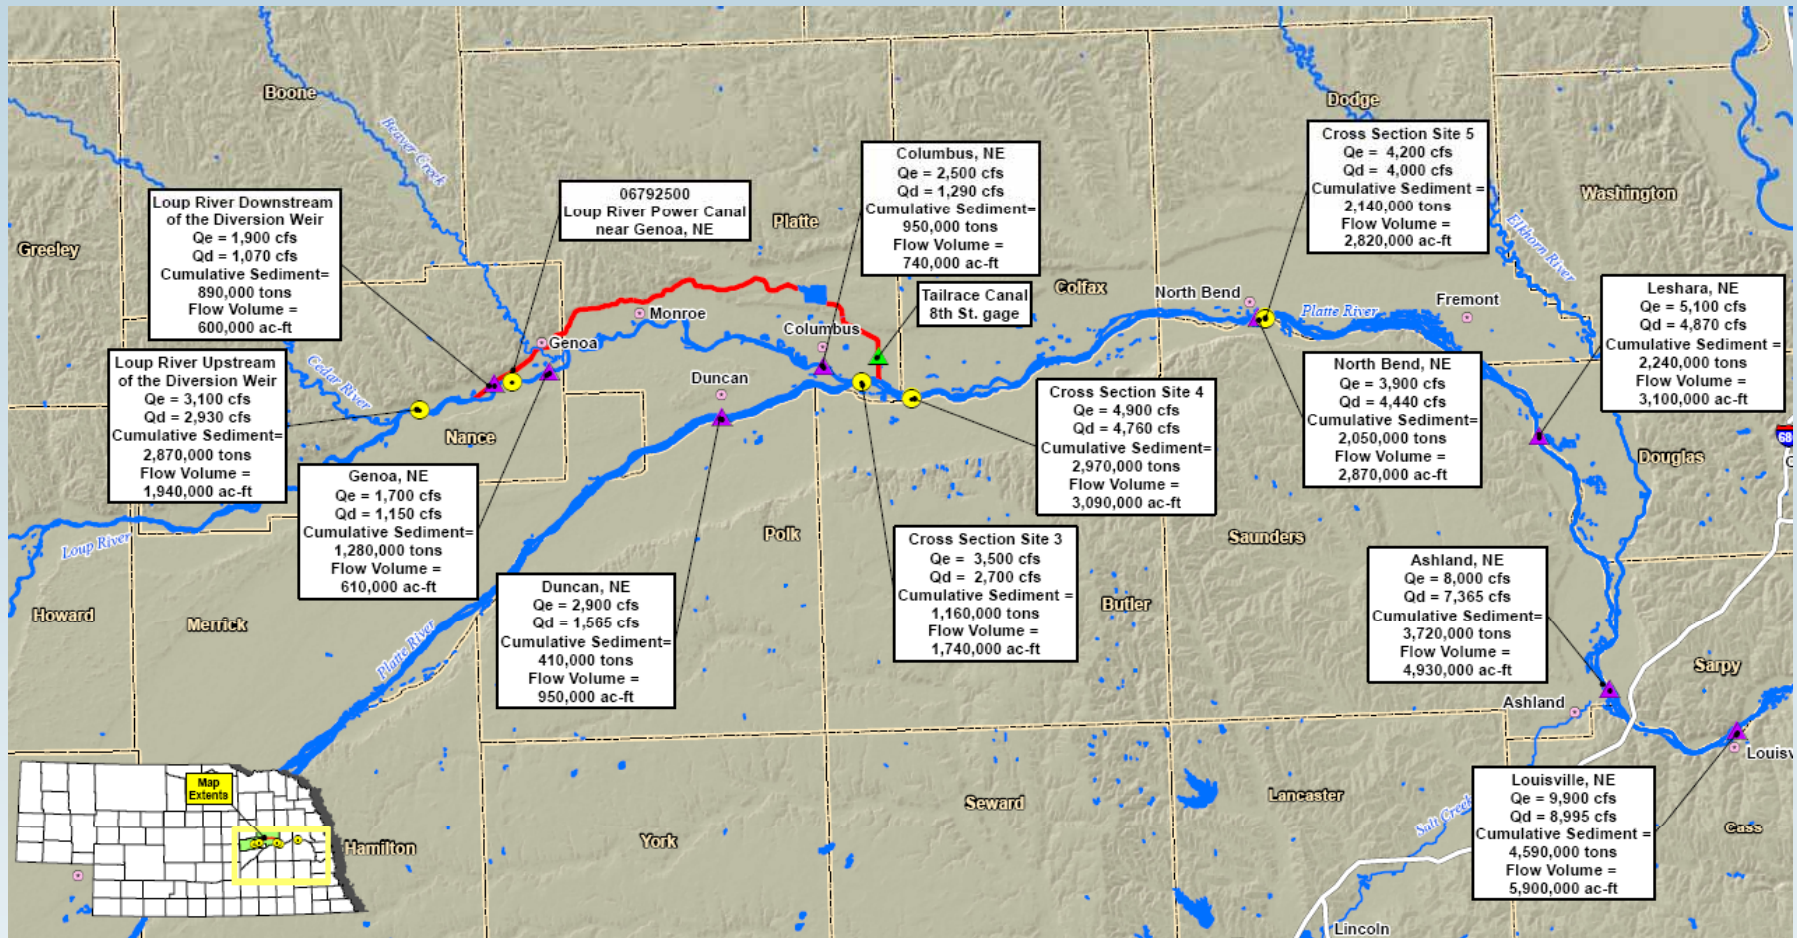 Boone
Beaver Creek
Greeley
Loup River Downstream
of the Diversion Weir
Qe = 1,900 cfs
Qd = 1,070 cfs
Cumulative Sediment=
890,000 tons
Flow Volume =
600,000 ac-ft
06792500
Loup River Power Canal
near Genoa, NE
Platte
Columbus, NE
Qe = 2,500 cfs
Qd = 1,290 cfs
Cumulative Sediment=
950,000 tons
Flow Volume =
740,000 ac-ft
Tailrace Canal
8th St. gage
Colfax
Dodge
Cross Section Site 5
Qe = 4,200 cfs
Qd = 4,000 cfs
Cumulative Sediment =
2,140,000 tons
Flow Volume =
2,820,000 ac-ft
Washington
Elkhorn River
Leshara, NE
Qe = 5,100 cfs
Qd = 4,870 cfs
Cumulative Sediment =
2,240,000 tons
Flow Volume =
3,100,000 ac-ft
North Bend
Platte River
Fremont
Monroe
Columbus
Genoa
Duncan
Cedar River
Nance
Loup River Upstream
of the Diversion Weir
Qe = 3,100 cfs
Qd = 2,930 cfs
Cumulative Sediment=
2,870,000 tons
Flow Volume =
1,940,000 ac-ft
Genoa, NE
Qe = 1,700 cfs
Qd = 1,150 cfs
Cumulative Sediment=
1,280,000 tons
Flow Volume =
610,000 ac-ft
Cross Section Site 4
Qe = 4,900 cfs
Qd = 4,760 cfs
Cumulative Sediment=
2,970,000 tons
Flow Volume =
3,090,000 ac-ft
North Bend, NE
Qe = 3,900 cfs
Qd = 4,440 cfs
Cumulative Sediment=
2,050,000 tons
Flow Volume =
2,870,000 ac-ft
68
Douglas
Loup River
Polk
Saunders
Cross Section Site 3
Qe = 3,500 cfs
Qd = 2,700 cfs
Cumulative Sediment =
1,160,000 tons
Flow Volume =
1,740,000 ac-ft
Duncan, NE
Qe = 2,900 cfs
Qd = 1,565 cfs
Cumulative Sediment=
410,000 tons
Flow Volume =
950,000 ac-ft
Butler
Ashland, NE
Qe = 8,000 cfs
Qd = 7,365 cfs
Cumulative Sediment=
3,720,000 tons
Flow Volume =
4,930,000 ac-ft
Howard
Merrick
Platte River
Sarpy
Ashland
Louisv
Map
Extents
Hamilton
York
Seward
Lancaster
Salt Creek
Louisville, NE
Qe = 9,900 cfs
Qd = 8,995 cfs
Cumulative Sediment =
4,590,000 tons
Flow Volume =
5,900,000 ac-ft
Cass
Lincoln